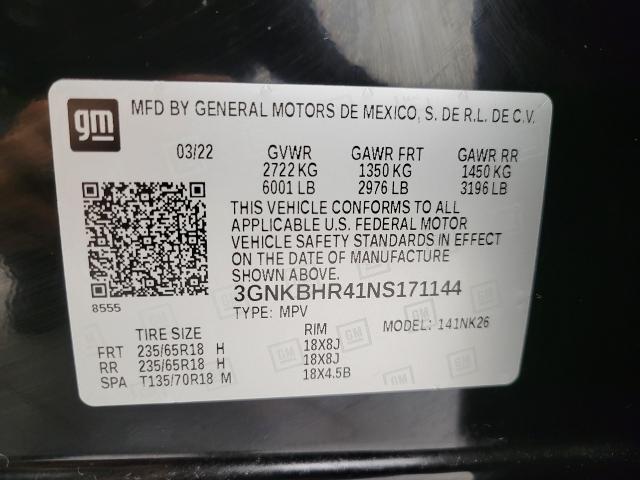 gm
MFD BY GENERAL MOTORS DE MEXICO, S. DE R.L. DE C.V.
03/22 GVWR GAWR FRT GAWR RR
2722 KG 1350 KG 1450 KG
6001 LB 2976 LB 3196 LB
THIS VEHICLE CONFORMS TO ALL
APPLICABLE U.S. FEDERAL MOTOR
VEHICLE SAFETY STANDARDS IN EFFECT
ON THE DATE OF MANUFACTURE
SHOWN ABOVE.
8555
3GNKBHR41NS171144
TYPE: MPV
MODEL: 141NK26
TIRE SIZE RIM
FRT 235/65R18 H 18X8J
RR 235/65R18 H 18X8J
SPA T135/70R18 M 18X4.5B